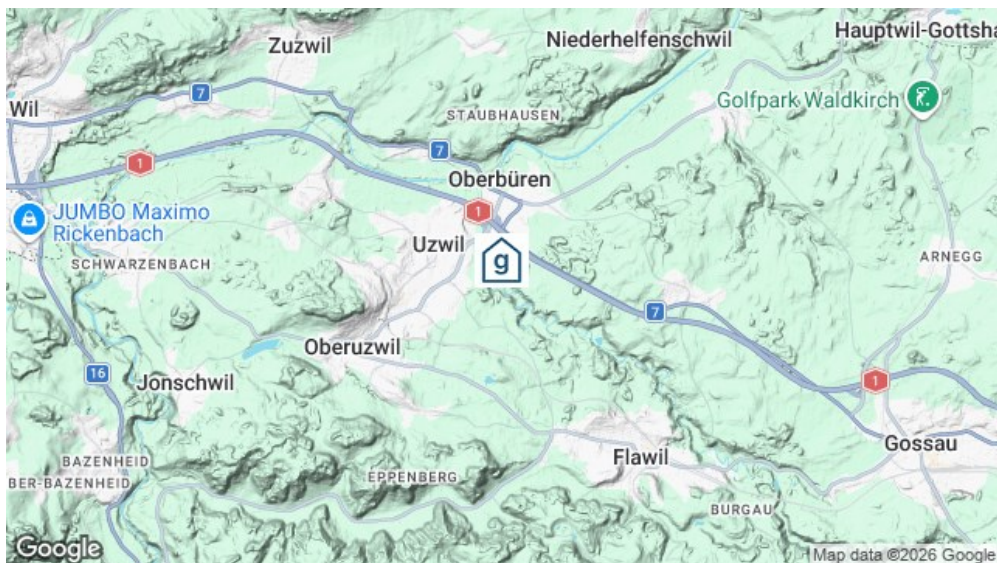 Zuzwil
Niederhelfenschwil
Hauptwil-Gottsha
Wil
7
STAUBHAUSEN
Golfpark Waldkirch
1
7
Oberbüren
JUMBO Maximo
Rickenbach
1
Uzwil
g
SCHWARZENBACH
ARNEGG
7
Oberuzwil
16
Jonschwil
1
BAZENHEID
BER-BAZENHEID
EPPENBERG
Flawil
Gossau
BURGAU
Google
Map data ©2026 Google